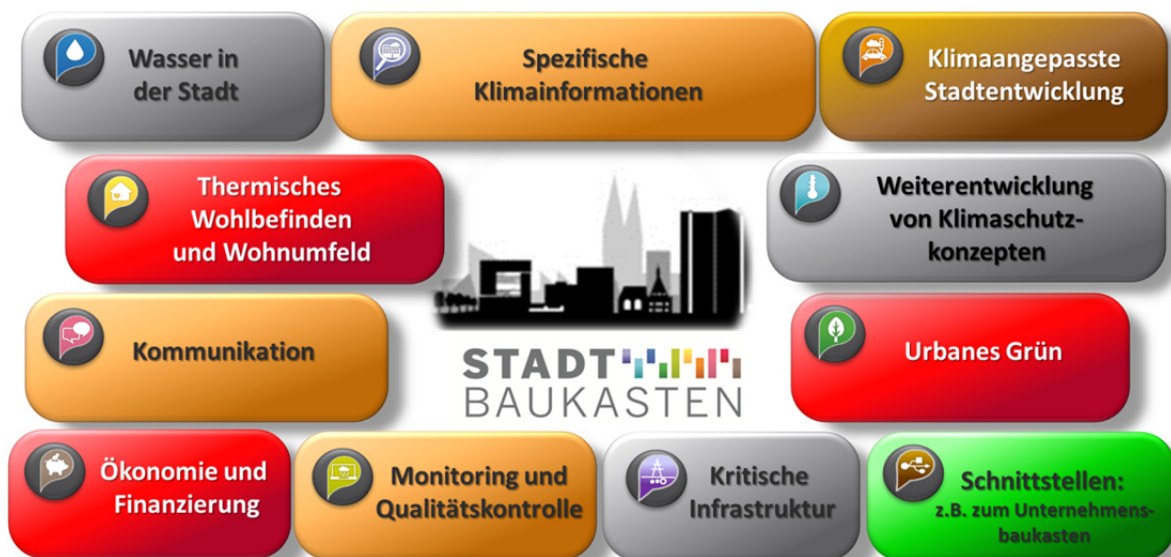 Wasser in
der Stadt
Spezifische
Klimainformationen
Klimaangepasste
Stadtentwicklung
Thermisches
Wohlbefinden
und Wohnumfeld
Weiterentwicklung
von Klimaschutz-
konzepten
Kommunikation
STADT
BAUKASTEN
Urbanes Grün
Ökonomie und
Finanzierung
Monitoring und
Qualitätskontrolle
Kritische
Infrastruktur
Schnittstellen:
z.B. zum Unternehmens-
baukasten